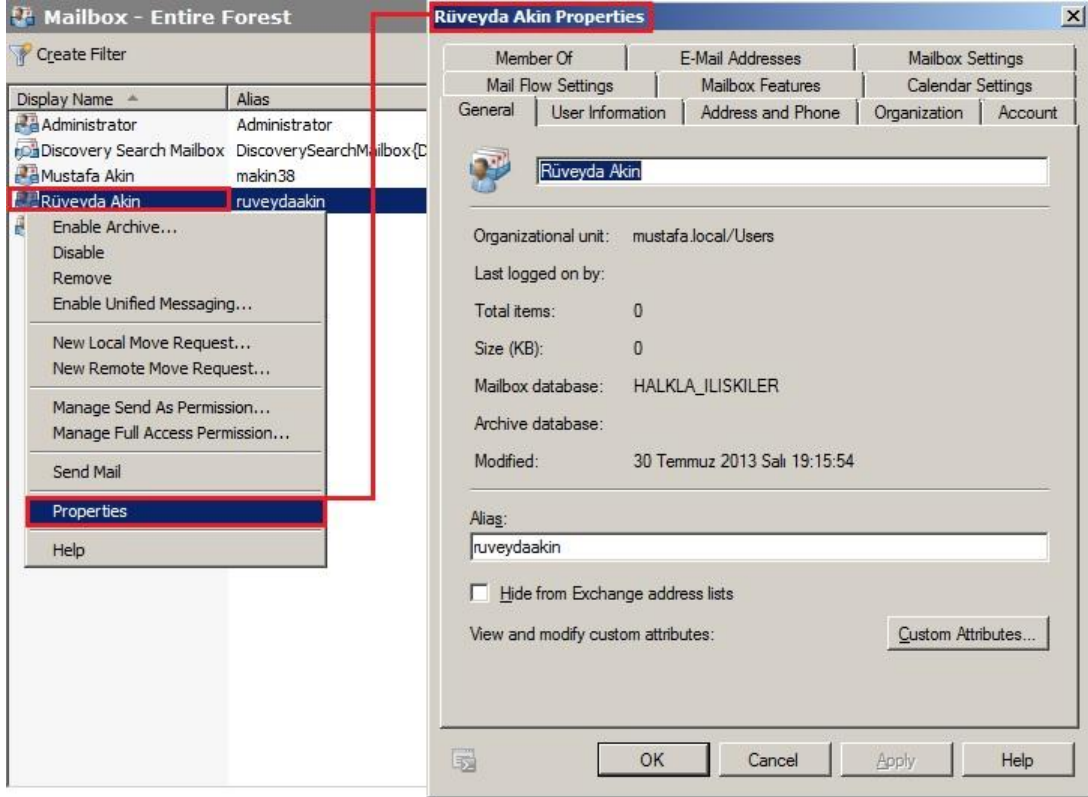 Mailbox - Entire Forest
Create Filter
Display Name Alias
Administrator Administrator
Discovery Search Mailbox DiscoverySearchMailbox{D
Mustafa Akin makin38
Rüveyda Akin ruveydaakin
Enable Archive...
Disable
Remove
Enable Unified Messaging...
New Local Move Request...
New Remote Move Request...
Manage Send As Permission...
Manage Full Access Permission...
Send Mail
Properties
Help
Rüveyda Akin Properties
Member Of E-Mail Addresses Mailbox Settings
Mail Flow Settings Mailbox Features Calendar Settings
General User Information Address and Phone Organization Account
Rüveyda Akin
Organizational unit: mustafa.local/Users
Last logged on by:
Total items: 0
Size (KB): 0
Mailbox database: HALKLA_ILISKILER
Archive database:
Modified: 30 Temmuz 2013 Salı 19:15:54
Alias:
ruveydaakin
Hide from Exchange address lists
View and modify custom attributes: Custom Attributes...
OK Cancel Apply Help